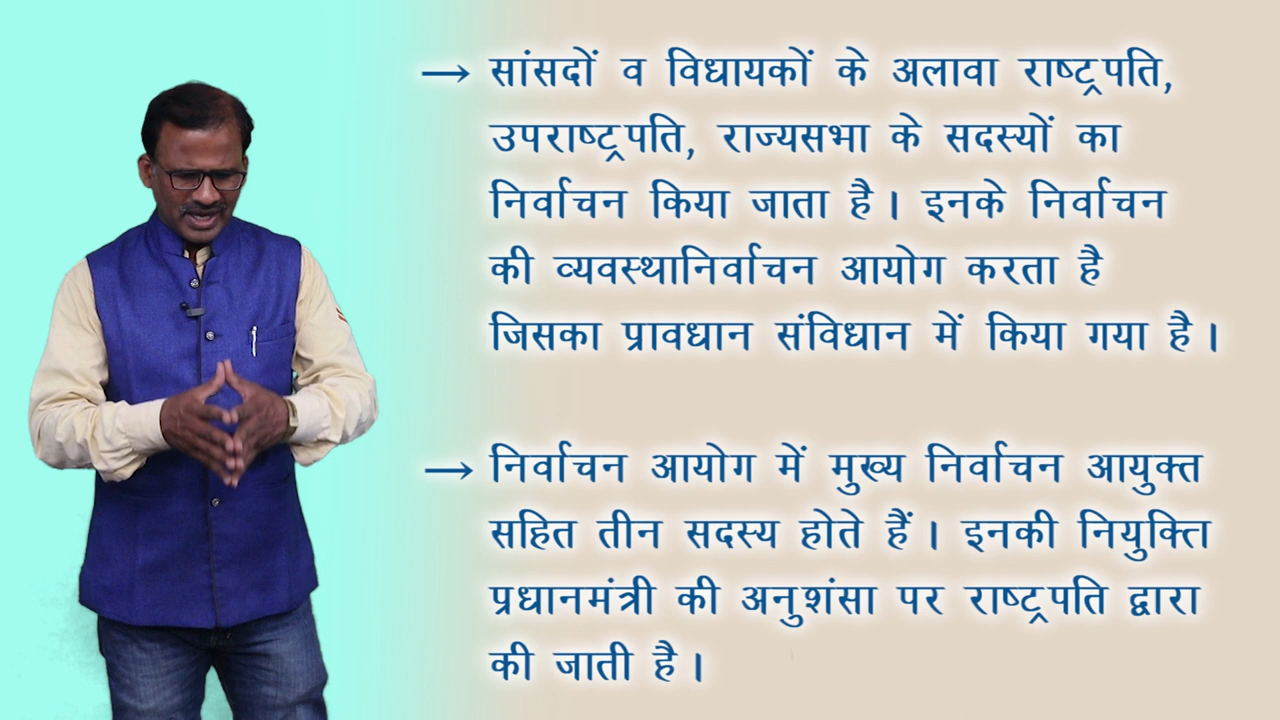 → सांसदों व विधायकों के अलावा राष्ट्रपति,
उपराष्ट्रपति, राज्यसभा के सदस्यों का
निर्वाचन किया जाता है।  इनके निर्वाचन
की व्यवस्थानिर्वाचन आयोग करता है
जिसका प्रावधान संविधान में किया गया है।
→ निर्वाचन आयोग में मुख्य निर्वाचन आयुक्त
सहित तीन सदस्य होते हैं। इनकी नियुक्ति
प्रधानमंत्री की अनुशंसा पर राष्ट्रपति द्वारा
की जाती है।